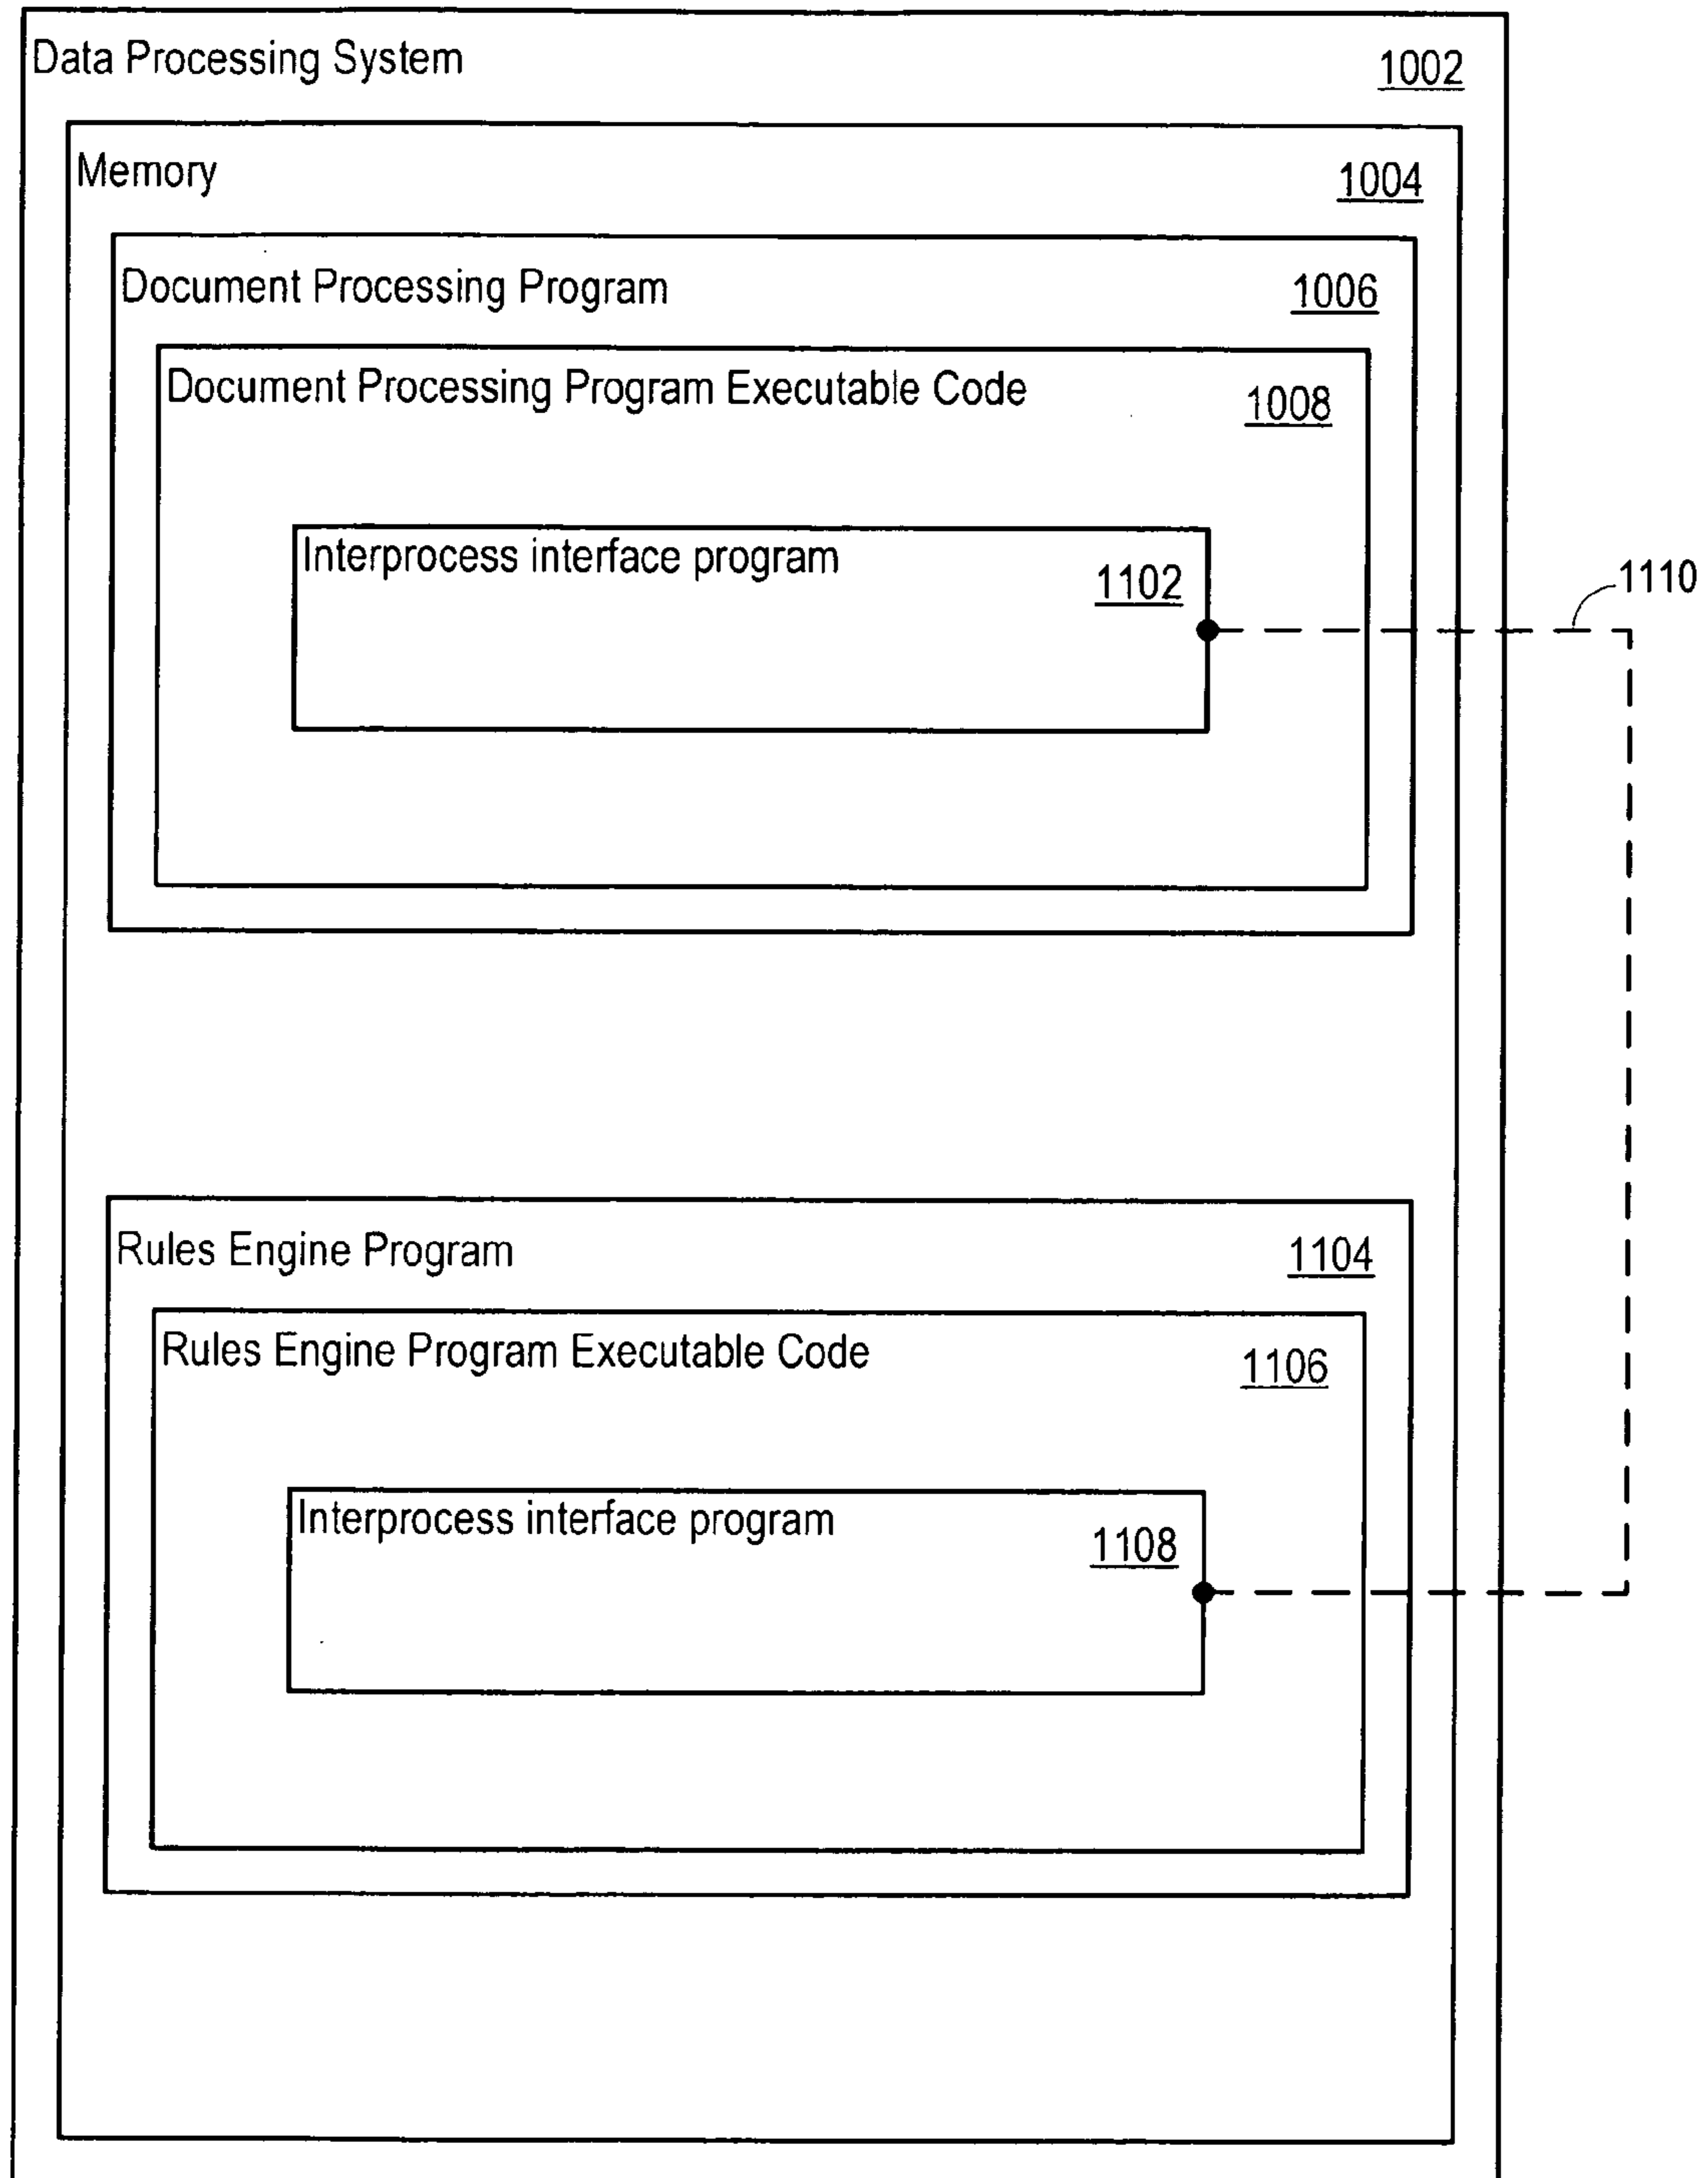 Data Processing System 1002
Memory 1004
Document Processing Program 1006
Document Processing Program Executable Code 1008
Interprocess interface program 1102
1110
Rules Engine Program 1104
Rules Engine Program Executable Code 1106
Interprocess interface program 1108